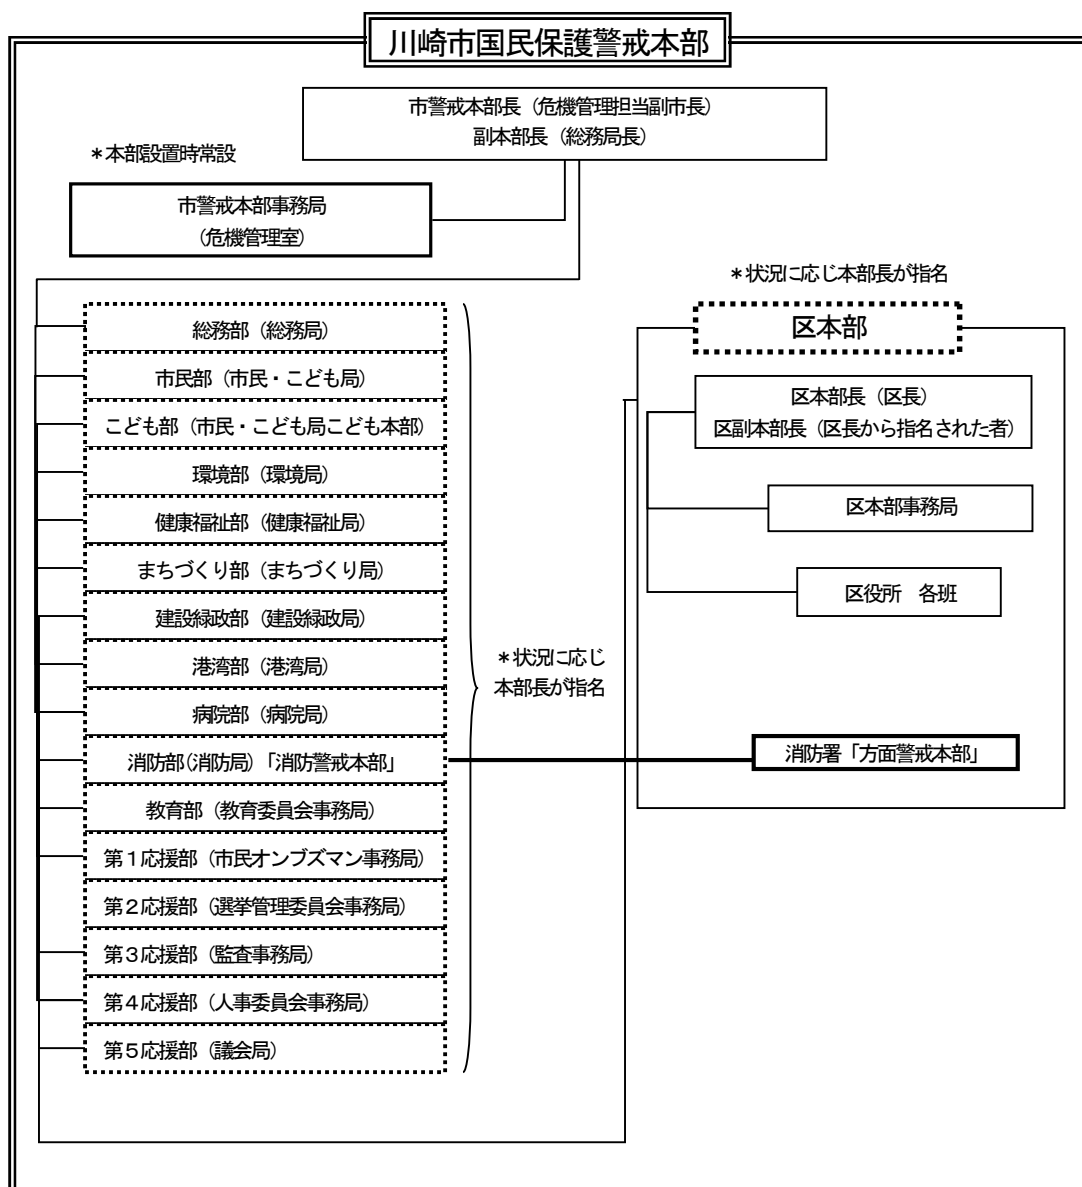 川崎市国民保護警戒本部
市警戒本部長（危機管理担当副市長）
副本部長（総務局長）
＊本部設置時常設
市警戒本部事務局
（危機管理室）
総務部（総務局）
市民部（市民・こども局）
こども部（市民・こども局こども本部）
環境部（環境局）
健康福祉部（健康福祉局）
まちづくり部（まちづくり局）
建設緑政部（建設緑政局）
港湾部（港湾局）
病院部（病院局）
消防部（消防局）「消防警戒本部」
教育部（教育委員会事務局）
第１応援部（市民オンブズマン事務局）
第２応援部（選挙管理委員会事務局）
第３応援部（監査事務局）
第４応援部（人事委員会事務局）
第５応援部（議会局）
＊状況に応じ
本部長が指名
＊状況に応じ本部長が指名
区本部
区本部長（区長）
区副本部長（区長から指名された者）
区本部事務局
区役所　各班
消防署「方面警戒本部」